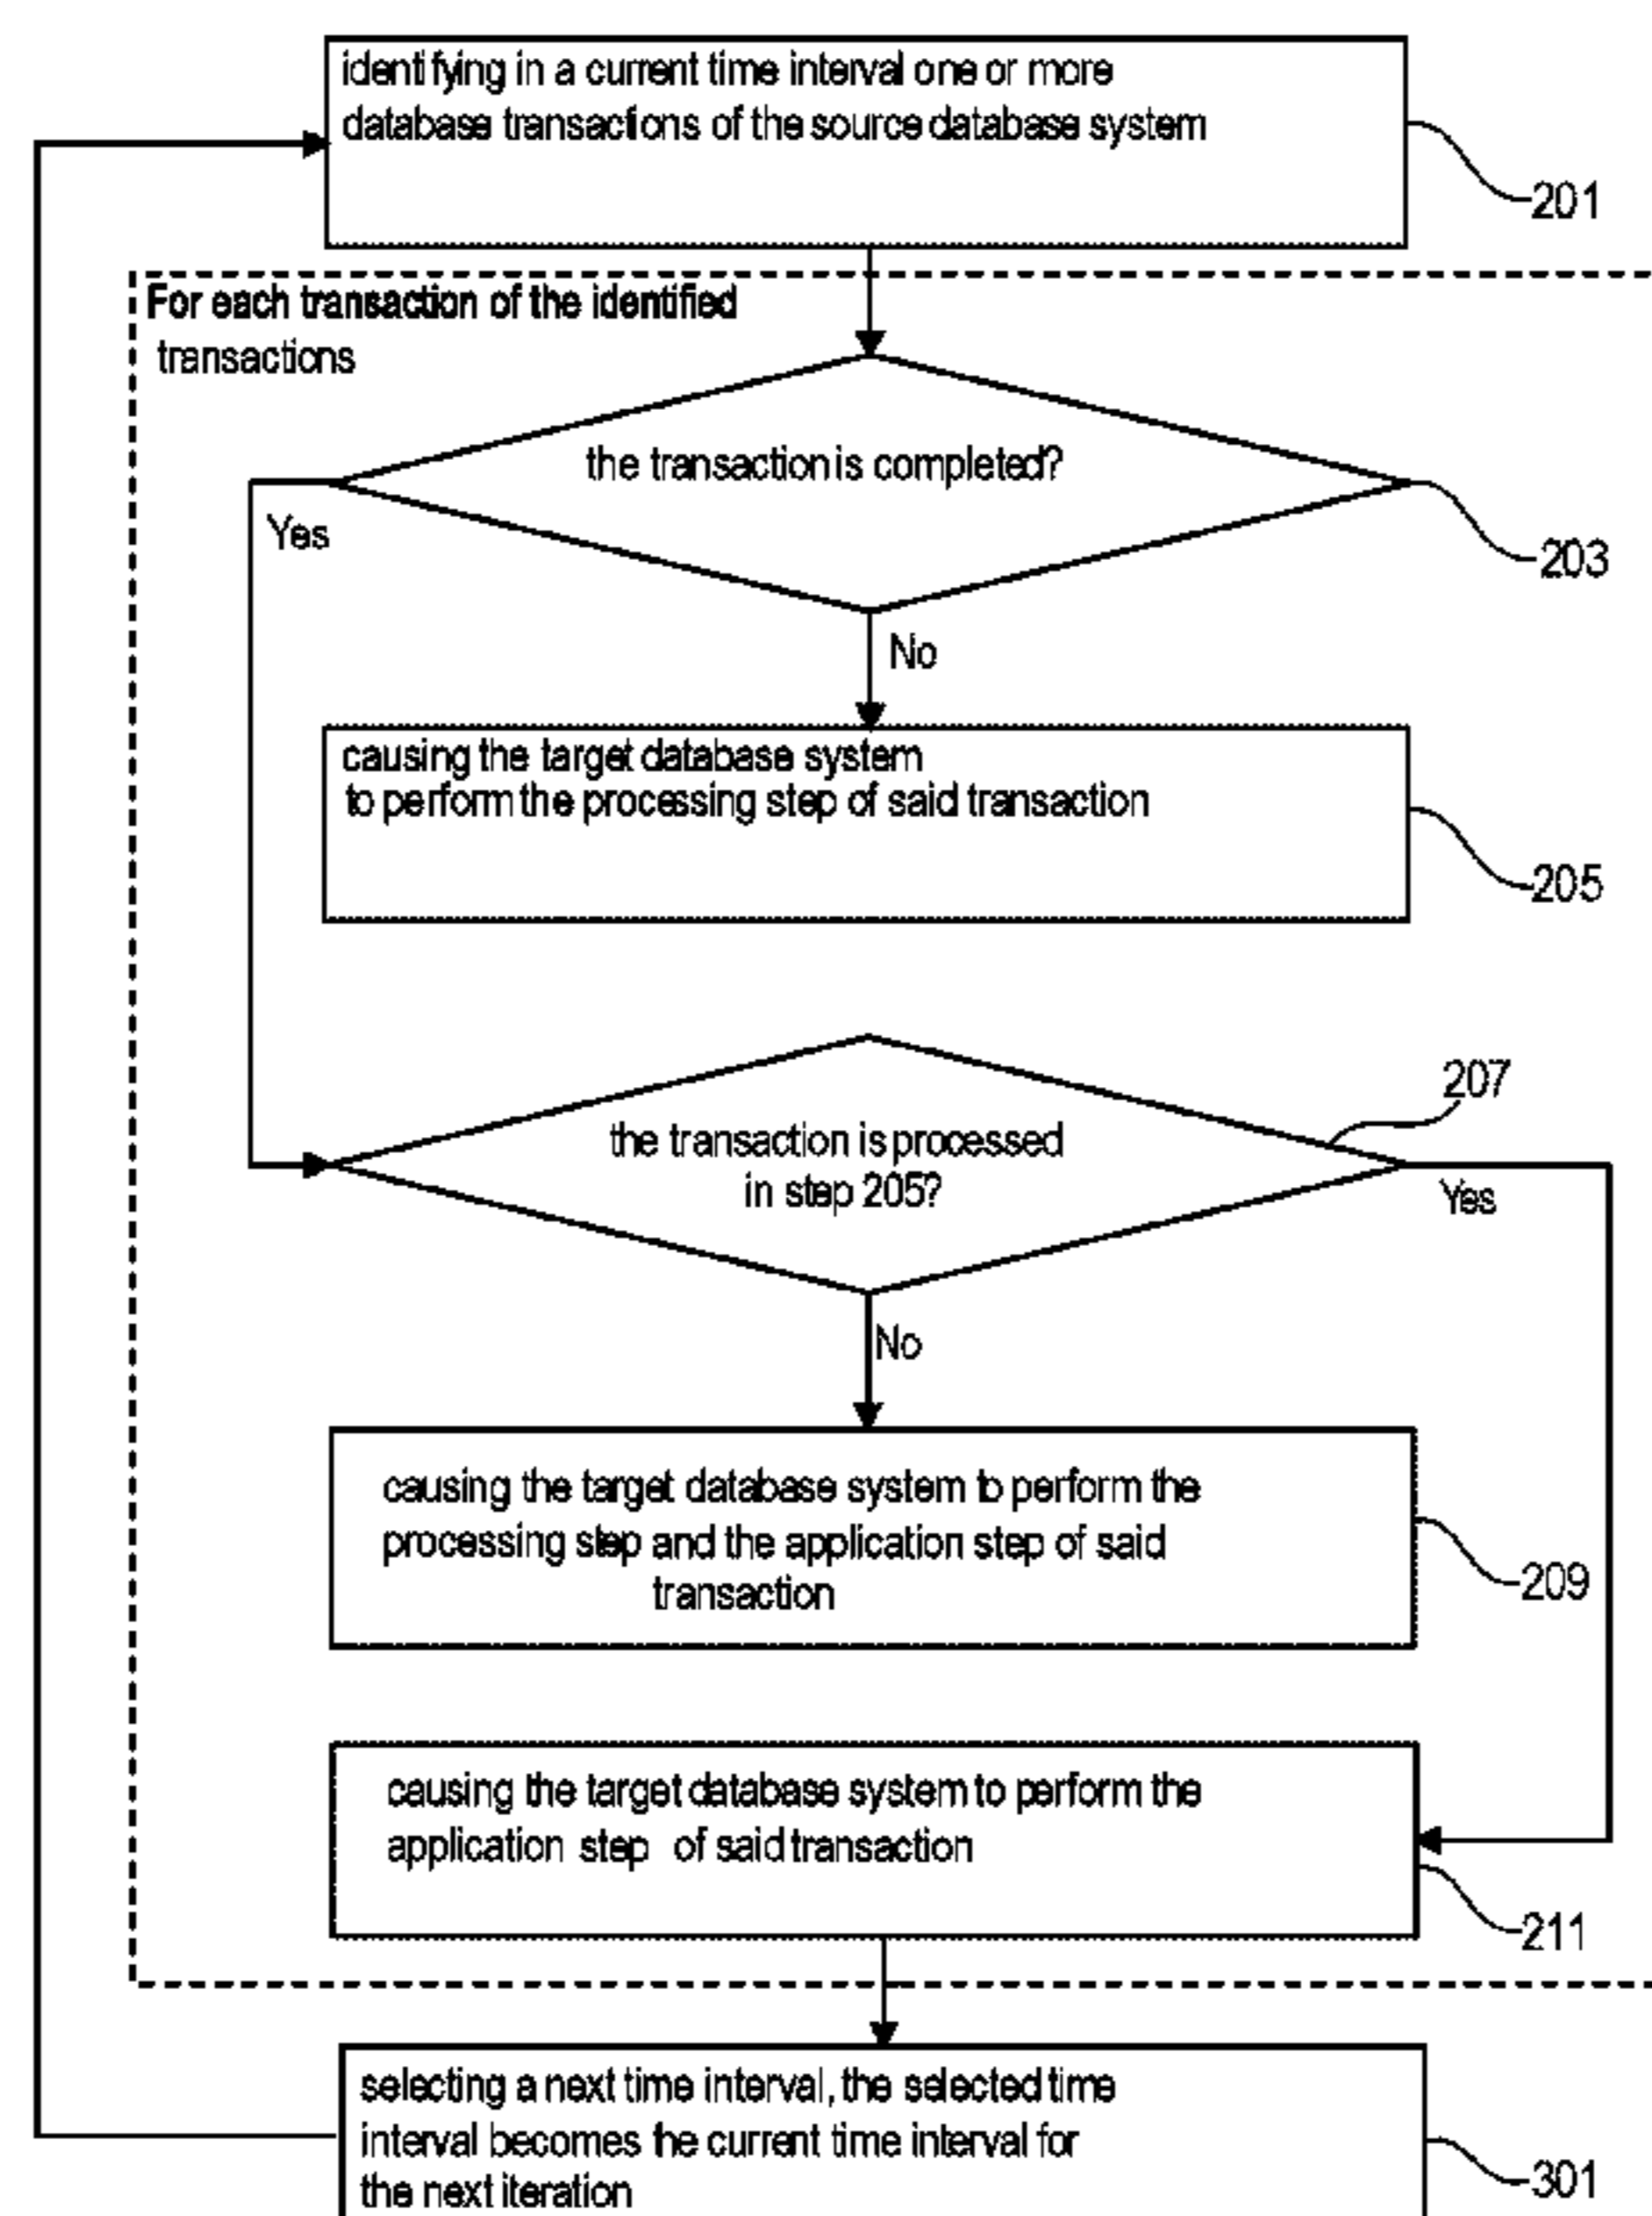 identifying in a current time interval one or more
database transactions of the source database system
201
For each transaction of the identified
transactions
the transaction is completed?
Yes
203
No
causing the target database system
to perform the processing step of said transaction
205
207
the transaction is processed
in step 205?
Yes
No
causing the target database system to perform the
processing step and the application step of said
transaction
209
causing the target database system to perform the
application step of said transaction
211
selecting a next time interval, the selected time
interval becomes the current time interval for
the next iteration
301